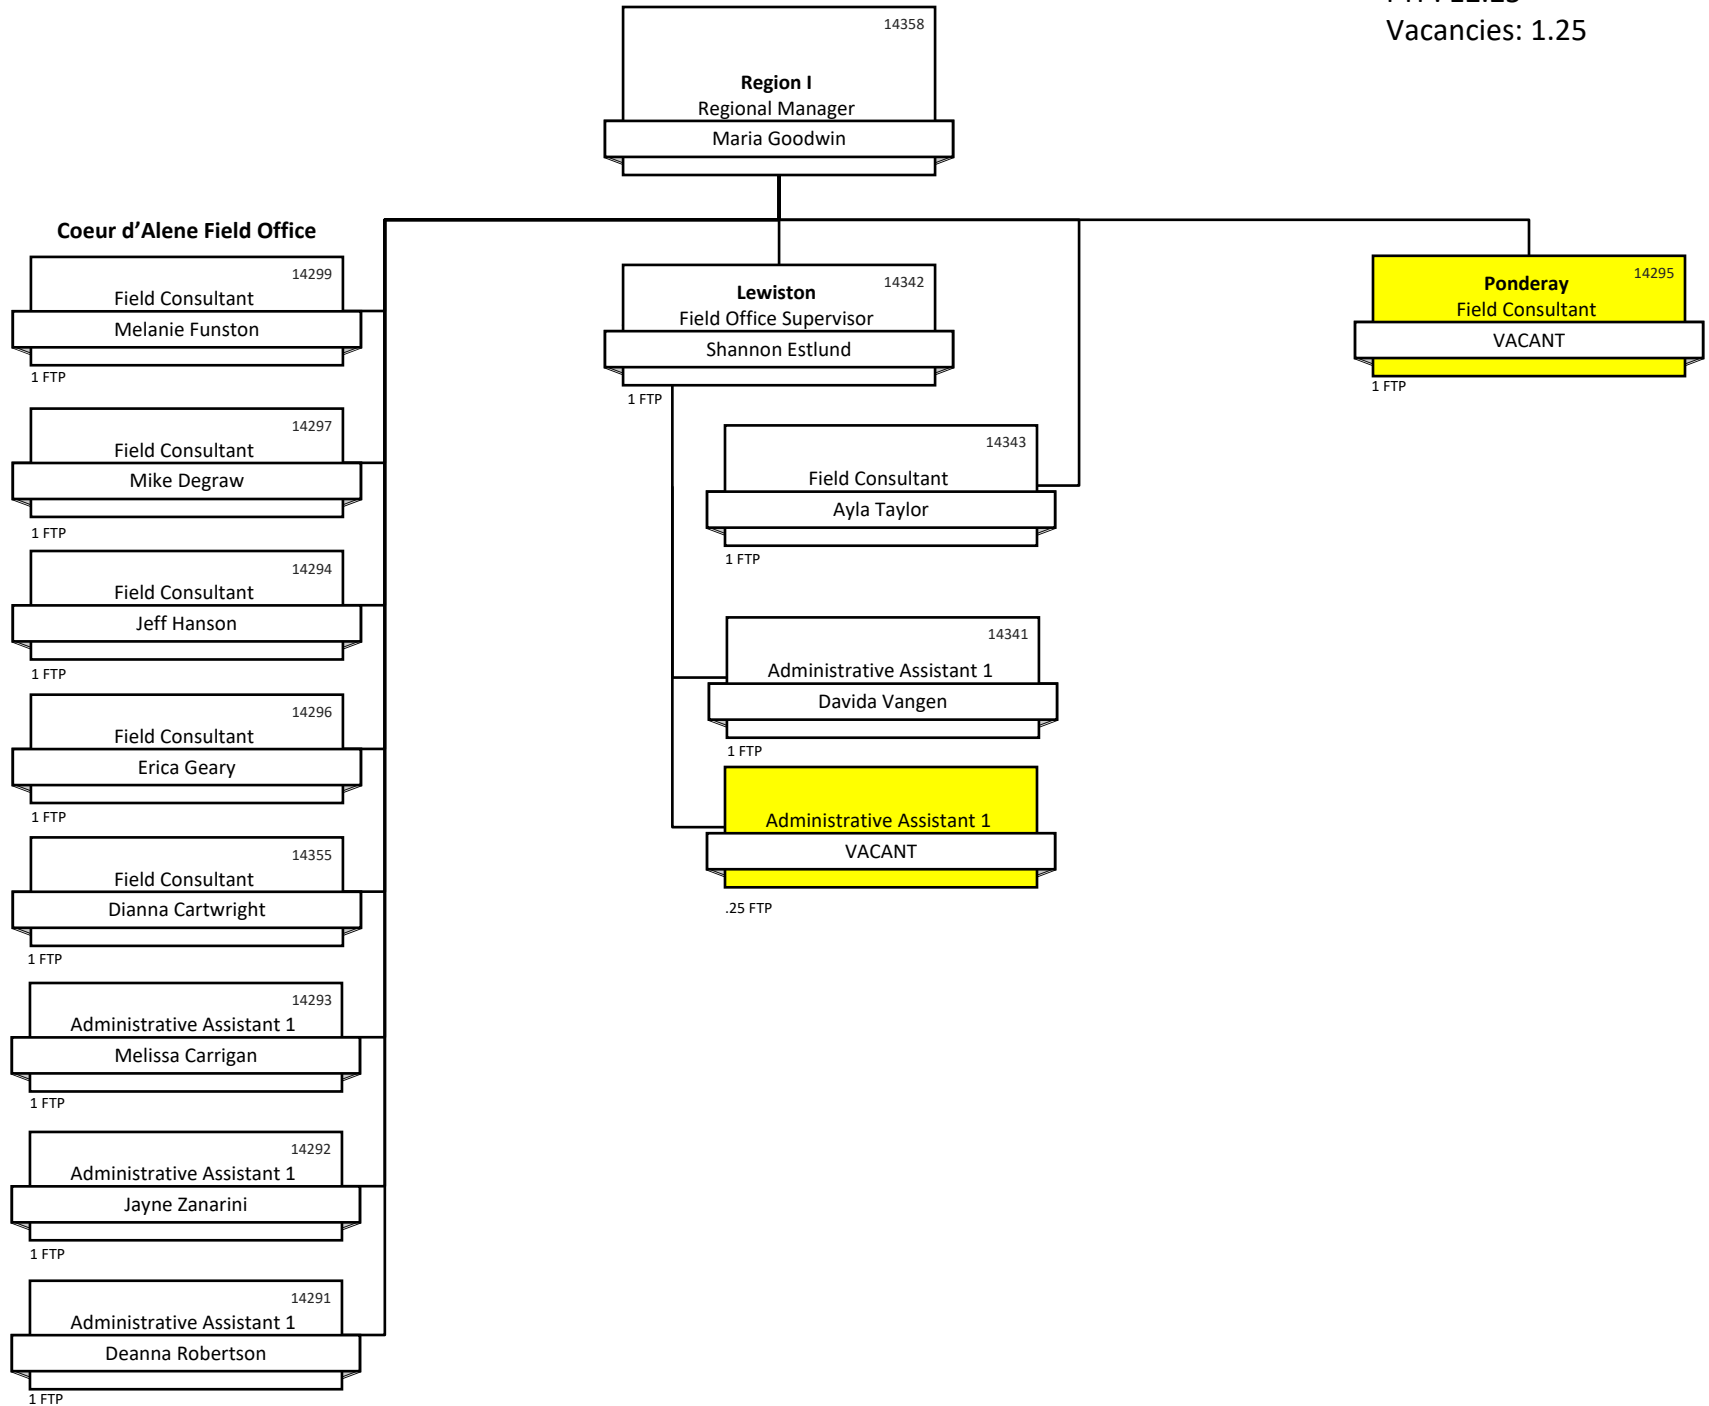 Vacancies: 1.25
14358
Region I
Regional Manager
Maria Goodwin
Coeur d’Alene Field Office
14299
Field Consultant
Melanie Funston
1 FTP
14297
Field Consultant
Mike Degraw
1 FTP
14294
Field Consultant
Jeff Hanson
1 FTP
14296
Field Consultant
Erica Geary
1 FTP
14355
Field Consultant
Dianna Cartwright
1 FTP
14293
Administrative Assistant 1
Melissa Carrigan
1 FTP
14292
Administrative Assistant 1
Jayne Zanarini
1 FTP
14291
Administrative Assistant 1
Deanna Robertson
1 FTP
14342
Lewiston
Field Office Supervisor
Shannon Estlund
1 FTP
14343
Field Consultant
Ayla Taylor
1 FTP
14341
Administrative Assistant 1
Davida Vangen
1 FTP
Administrative Assistant 1
VACANT
.25 FTP
14295
Ponderay
Field Consultant
VACANT
1 FTP